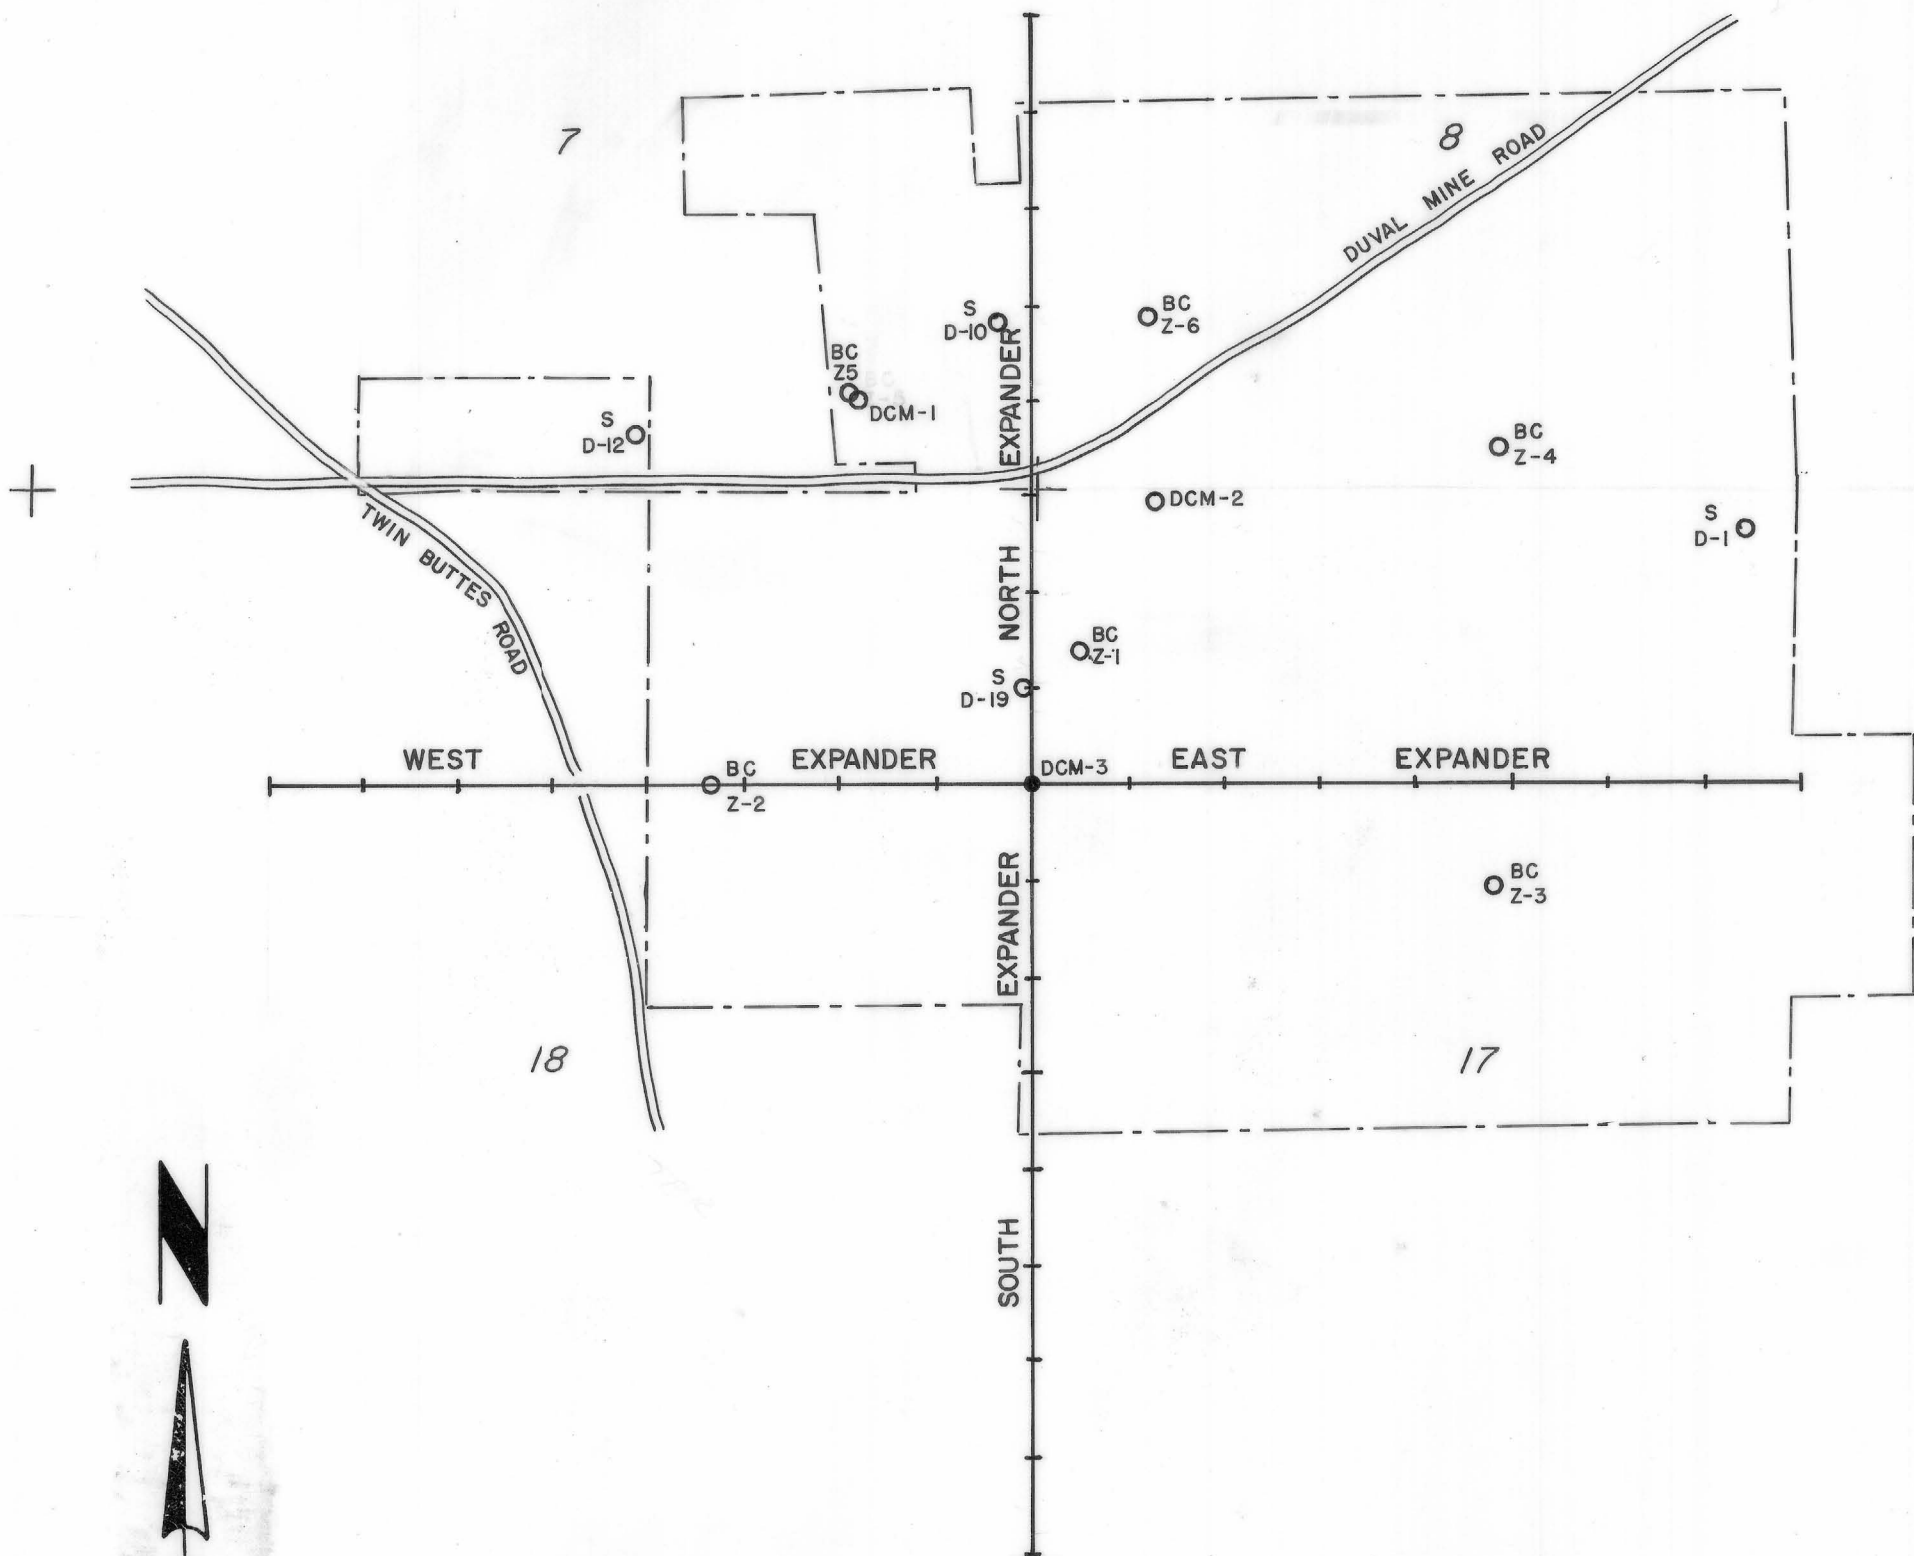 7
8
DUVAL MINE ROAD
S
D-10
BC
Z-6
EXPANDER
BC
Z5
DCM-1
S
D-12
BC
Z-4
DCM-2
S
D-1
TWIN BUTTES ROAD
NORTH
BC
Z-1
S
D-19
WEST EXPANDER
DCM-3
EAST EXPANDER
BC
Z-2
EXPANDER
BC
Z-3
18
17
SOUTH
N